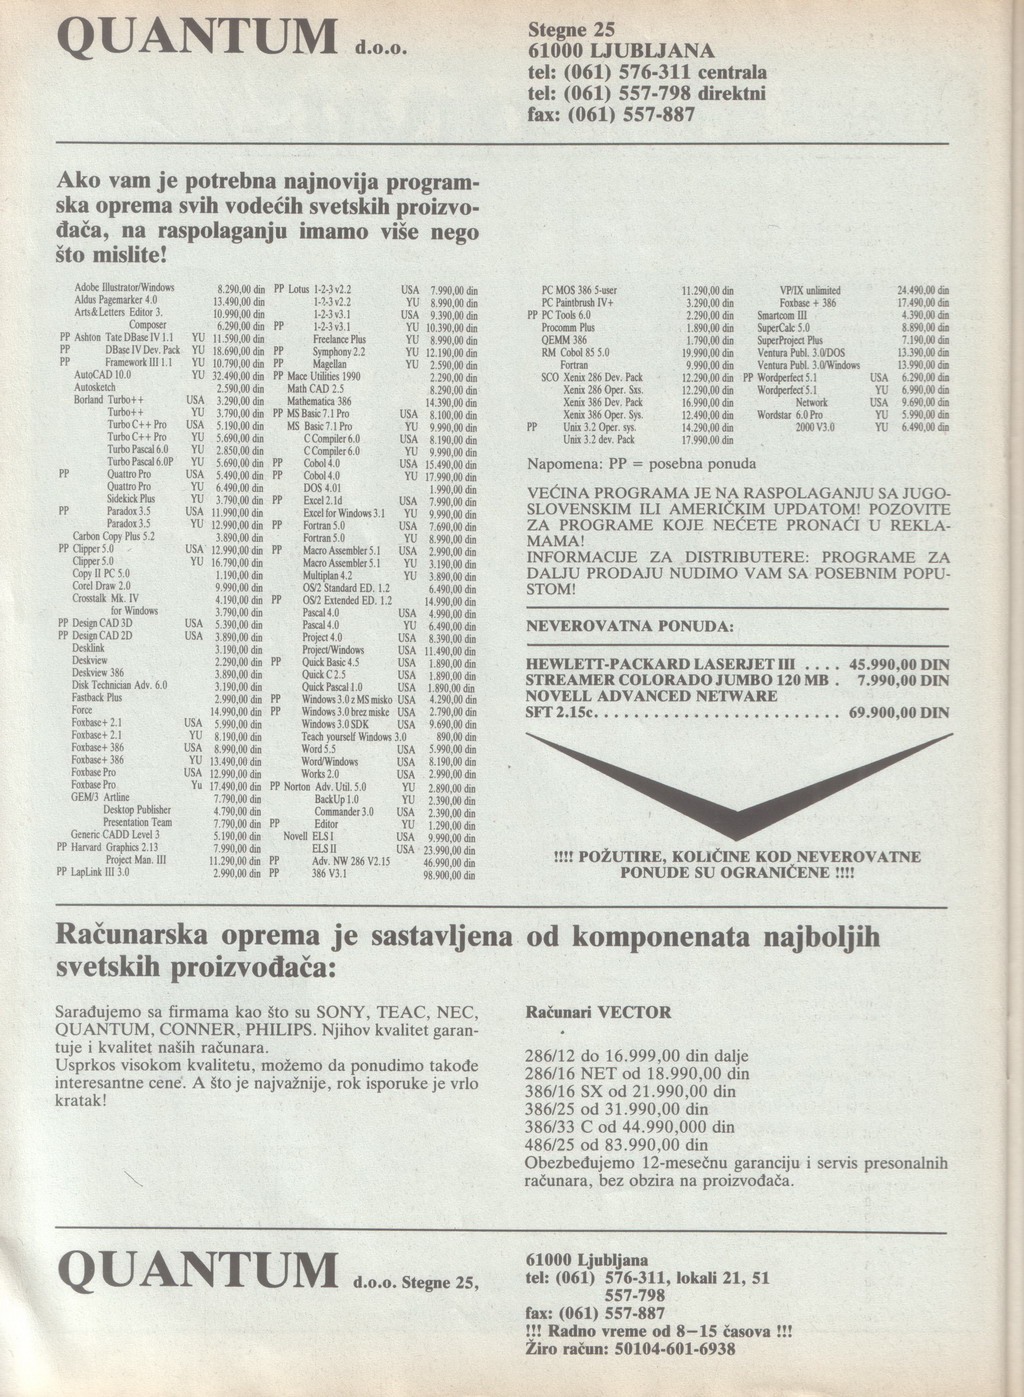 QUANTUM d.o.o.
Stegne 25
61000 LJUBLJANA
tel: (061) 576-311 centrala
tel: (061) 557-798 direktni
fax: (061) 557-887
Ako vam je potrebna najnovija program-
ska oprema svih vodećih svetskih proizvo-
đača, na raspolaganju imamo više nego
što mislite!
Adobe Illustrator/Windows 8.290,00 din
Aldus Pagemarker 4.0 13.490,00 din
Arts&Letters Editor 3. 10.990,00 din
Composer 6.290,00 din
PP Ashton Tate DBase IV 1.1 YU 11.590,00 din
PP DBase IV Dev. Pack YU 18.690,00 din
PP Framework III 1.1 YU 10.790,00 din
AutoCAD 10.0 YU 32.490,00 din
Autosketch 2.590,00 din
Borland Turbo++ USA 3.290,00 din
Turbo++ YU 3.790,00 din
Turbo C++ Pro USA 5.190,00 din
Turbo C++ Pro YU 5.690,00 din
Turbo Pascal 6.0 YU 2.850,00 din
Turbo Pascal 6.0P YU 5.690,00 din
PP Quattro Pro USA 5.490,00 din
Quattro Pro YU 6.490,00 din
Sidekick Plus YU 3.790,00 din
PP Paradox 3.5 USA 11.990,00 din
Paradox 3.5 YU 12.990,00 din
Carbon Copy Plus 5.2 3.890,00 din
PP Clipper 5.0 USA 12.990,00 din
Clipper 5.0 YU 16.790,00 din
Copy II PC 5.0 1.190,00 din
Corel Draw 2.0 9.990,00 din
Crosstalk Mk. IV 4.190,00 din
for Windows 3.790,00 din
PP Design CAD 3D USA 5.390,00 din
PP Design CAD 2D USA 3.890,00 din
Desklink 3.190,00 din
Deskview 2.290,00 din
Deskview 386 3.890,00 din
Disk Technician Adv. 6.0 3.190,00 din
Fastback Plus 2.990,00 din
Force 14.990,00 din
Foxbase+ 2.1 USA 5.990,00 din
Foxbase+ 2.1 YU 8.190,00 din
Foxbase+ 386 USA 8.990,00 din
Foxbase+ 386 YU 13.490,00 din
Foxbase Pro USA 12.990,00 din
Foxbase Pro Yu 17.490,00 din
GEM/3 Artline 7.790,00 din
Desktop Publisher 4.790,00 din
Presentation Team 7.790,00 din
Generic CADD Level 3 5.190,00 din
PP Harvard Graphics 2.13 7.990,00 din
Project Man. III 11.290,00 din
PP LapLink III 3.0 2.990,00 din
PP Lotus 1-2-3 v2.2 USA 7.990,00 din
1-2-3 v2.2 YU 8.990,00 din
1-2-3 v3.1 USA 9.390,00 din
PP 1-2-3 v3.1 YU 10.390,00 din
Freelance Plus YU 8.990,00 din
PP Symphony 2.2 YU 12.190,00 din
PP Magellan YU 2.590,00 din
PP Mace Utilities 1990 2.290,00 din
Math CAD 2.5 8.290,00 din
Mathematica 386 14.390,00 din
PP MS Basic 7.1 Pro USA 8.100,00 din
MS Basic 7.1 Pro YU 9.990,00 din
C Compiler 6.0 USA 8.190,00 din
C Compiler 6.0 YU 9.990,00 din
PP Cobol 4.0 USA 15.490,00 din
PP Cobol 4.0 YU 17.990,00 din
DOS 4.01 1.990,00 din
PP Excel 2.1d USA 7.990,00 din
Excel for Windows 3.1 YU 9.990,00 din
PP Fortran 5.0 USA 7.690,00 din
Fortran 5.0 YU 8.990,00 din
PP Macro Assembler 5.1 USA 2.990,00 din
Macro Assembler 5.1 YU 3.190,00 din
Multiplan 4.2 YU 3.890,00 din
OS/2 Standard ED. 1.2 6.490,00 din
PP OS/2 Extended ED. 1.2 14.990,00 din
Pascal 4.0 USA 4.990,00 din
Pascal 4.0 YU 6.490,00 din
Project 4.0 USA 8.390,00 din
Project/Windows USA 11.490,00 din
PP Quick Basic 4.5 USA 1.890,00 din
Quick C 2.5 USA 1.890,00 din
Quick Pascal 1.0 USA 1.890,00 din
PP Windows 3.0 z MS misko USA 4.290,00 din
PP Windows 3.0 brez miske USA 2.790,00 din
Windows 3.0 SDK USA 9.690,00 din
Teach yourself Windows 3.0 890,00 din
Word 5.5 USA 5.990,00 din
Word/Windows USA 8.190,00 din
Works 2.0 USA 2.990,00 din
PP Norton Adv. Util. 5.0 YU 2.890,00 din
BackUp 1.0 YU 2.390,00 din
Commander 3.0 USA 2.390,00 din
PP Editor YU 1.290,00 din
Novell ELS I USA 9.990,00 din
ELS II USA 23.990,00 din
PP Adv. NW 286 V2.15 46.990,00 din
PP 386 V3.1 98.900,00 din
PC MOS 386 5-user 11.290,00 din
PC Paintbrush IV+ 3.290,00 din
PP PC Tools 6.0 2.290,00 din
Procomm Plus 1.890,00 din
QEMM 386 1.790,00 din
RM Cobol 85 5.0 19.990,00 din
Fortran 9.990,00 din
SCO Xenix 286 Dev. Pack 12.290,00 din
Xenix 286 Oper. Sxs. 12.290,00 din
Xenix 386 Dev. Pack 16.990,00 din
Xenix 386 Oper. Sys. 12.490,00 din
PP Unix 3.2 Oper. sys. 14.290,00 din
Unix 3.2 dev. Pack 17.990,00 din
VP/IX unlimited 24.490,00 din
Foxbase + 386 17.490,00 din
Smartcom III 4.390,00 din
SuperCalc 5.0 8.890,00 din
SuperProject Plus 7.190,00 din
Ventura Publ. 3.0/DOS 13.390,00 din
Ventura Publ. 3.0/Windows 13.990,00 din
PP Wordperfect 5.1 USA 6.290,00 din
Wordperfect 5.1 YU 6.990,00 din
Network USA 9.690,00 din
Wordstar 6.0 Pro YU 5.990,00 din
2000 V3.0 YU 6.490,00 din
Napomena: PP = posebna ponuda
VEĆINA PROGRAMA JE NA RASPOLAGANJU SA JUGO-
SLOVENSKIM ILI AMERIČKIM UPDATOM! POZOVITE
ZA PROGRAME KOJE NEĆETE PRONAĆI U REKLA-
MAMA!
INFORMACIJE ZA DISTRIBUTERE: PROGRAME ZA
DALJU PRODAJU NUDIMO VAM SA POSEBNIM POPU-
STOM!
NEVEROVATNA PONUDA:
HEWLETT-PACKARD LASERJET III .... 45.990,00 DIN
STREAMER COLORADO JUMBO 120 MB . 7.990,00 DIN
NOVELL ADVANCED NETWARE
SFT 2.15c........................ 69.900,00 DIN
!!!! POŽUTIRE, KOLIČINE KOD NEVEROVATNE
PONUDE SU OGRANIČENE !!!!
Računarska oprema je sastavljena od komponenata najboljih
svetskih proizvođača:
Sarađujemo sa firmama kao što su SONY, TEAC, NEC,
QUANTUM, CONNER, PHILIPS. Njihov kvalitet garan-
tuje i kvalitet naših računara.
Usprkos visokom kvalitetu, možemo da ponudimo takođe
interesantne cene. A što je najvažnije, rok isporuke je vrlo
kratak!
Računari VECTOR
286/12 do 16.999,00 din dalje
286/16 NET od 18.990,00 din
386/16 SX od 21.990,00 din
386/25 od 31.990,00 din
386/33 C od 44.990,000 din
486/25 od 83.990,00 din
Obezbeđujemo 12-mesečnu garanciju i servis presonalnih
računara, bez obzira na proizvođača.
QUANTUM d.o.o. Stegne 25,
61000 Ljubljana
tel: (061) 576-311, lokali 21, 51
557-798
fax: (061) 557-887
!!! Radno vreme od 8–15 časova !!!
Žiro račun: 50104-601-6938